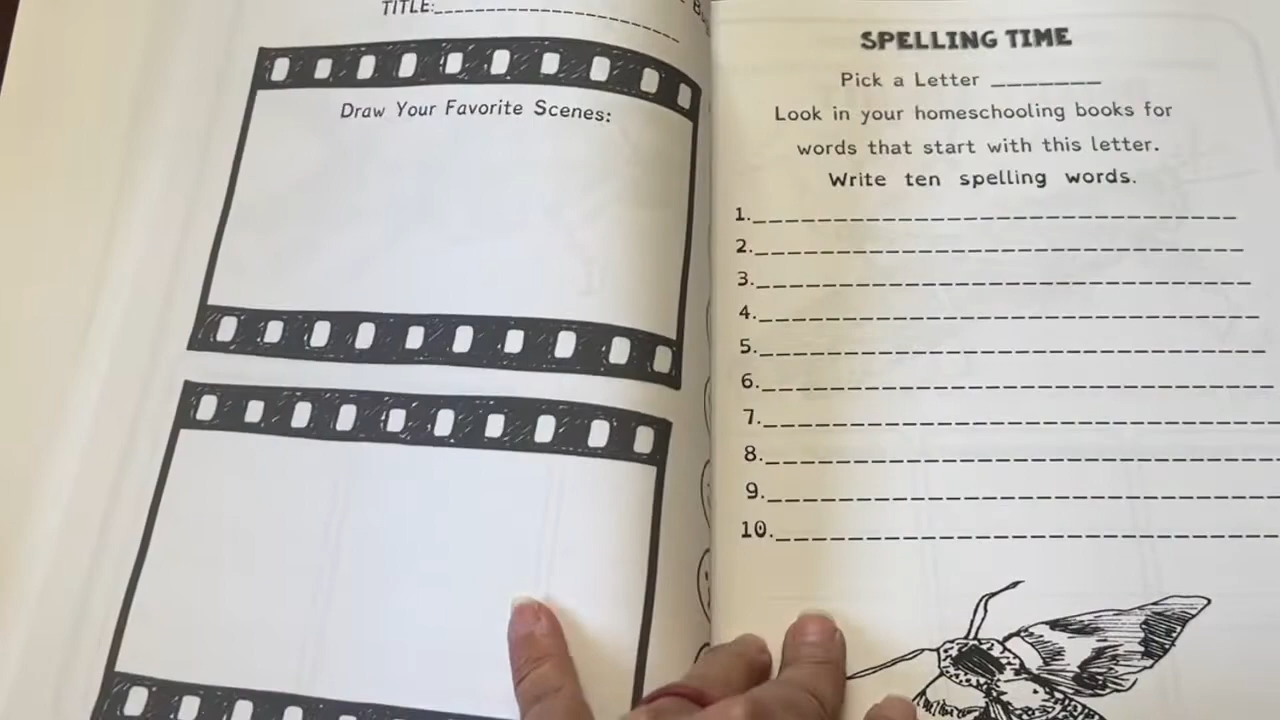 TITLE:
Draw Your Favorite Scenes:
SPELLING TIME
Pick a Letter _______
Look in your homeschooling books for
words that start with this letter.
Write ten spelling words.
1.
2.
3.
4.
5.
6.
7.
8.
9.
10.